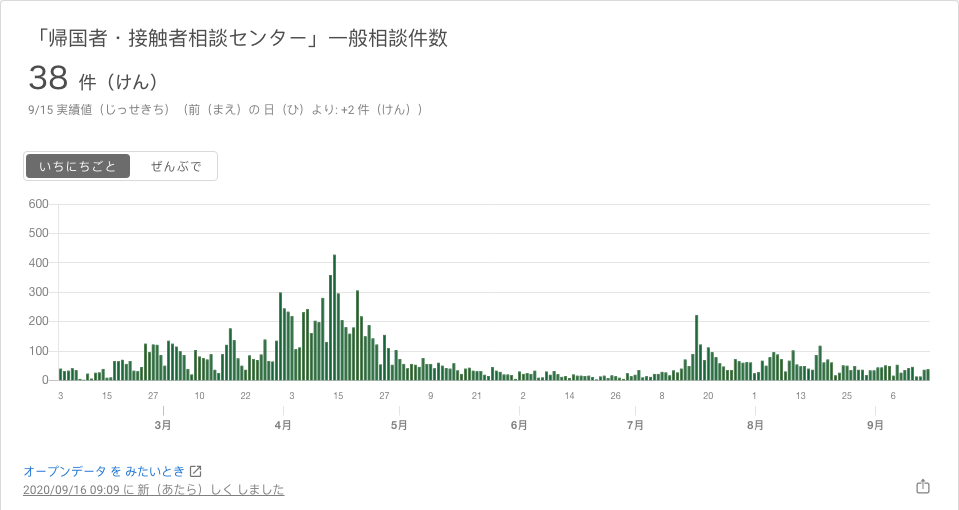 「帰国者・接触者相談センター」一般相談件数
38 件（けん）
9/15 実績値（じっせきち）（前（まえ）の 日（ひ）より: +2 件（けん））
いちにちごと ぜんぶで
600
500
400
300
200
100
0
3 15 27 10 22 3 15 27 9 21 2 14 26 8 20 1 13 25 6
3月 4月 5月 6月 7月 8月 9月
オープンデータ を みたいとき
2020/09/16 09:09 に 新（あたら）しく しました